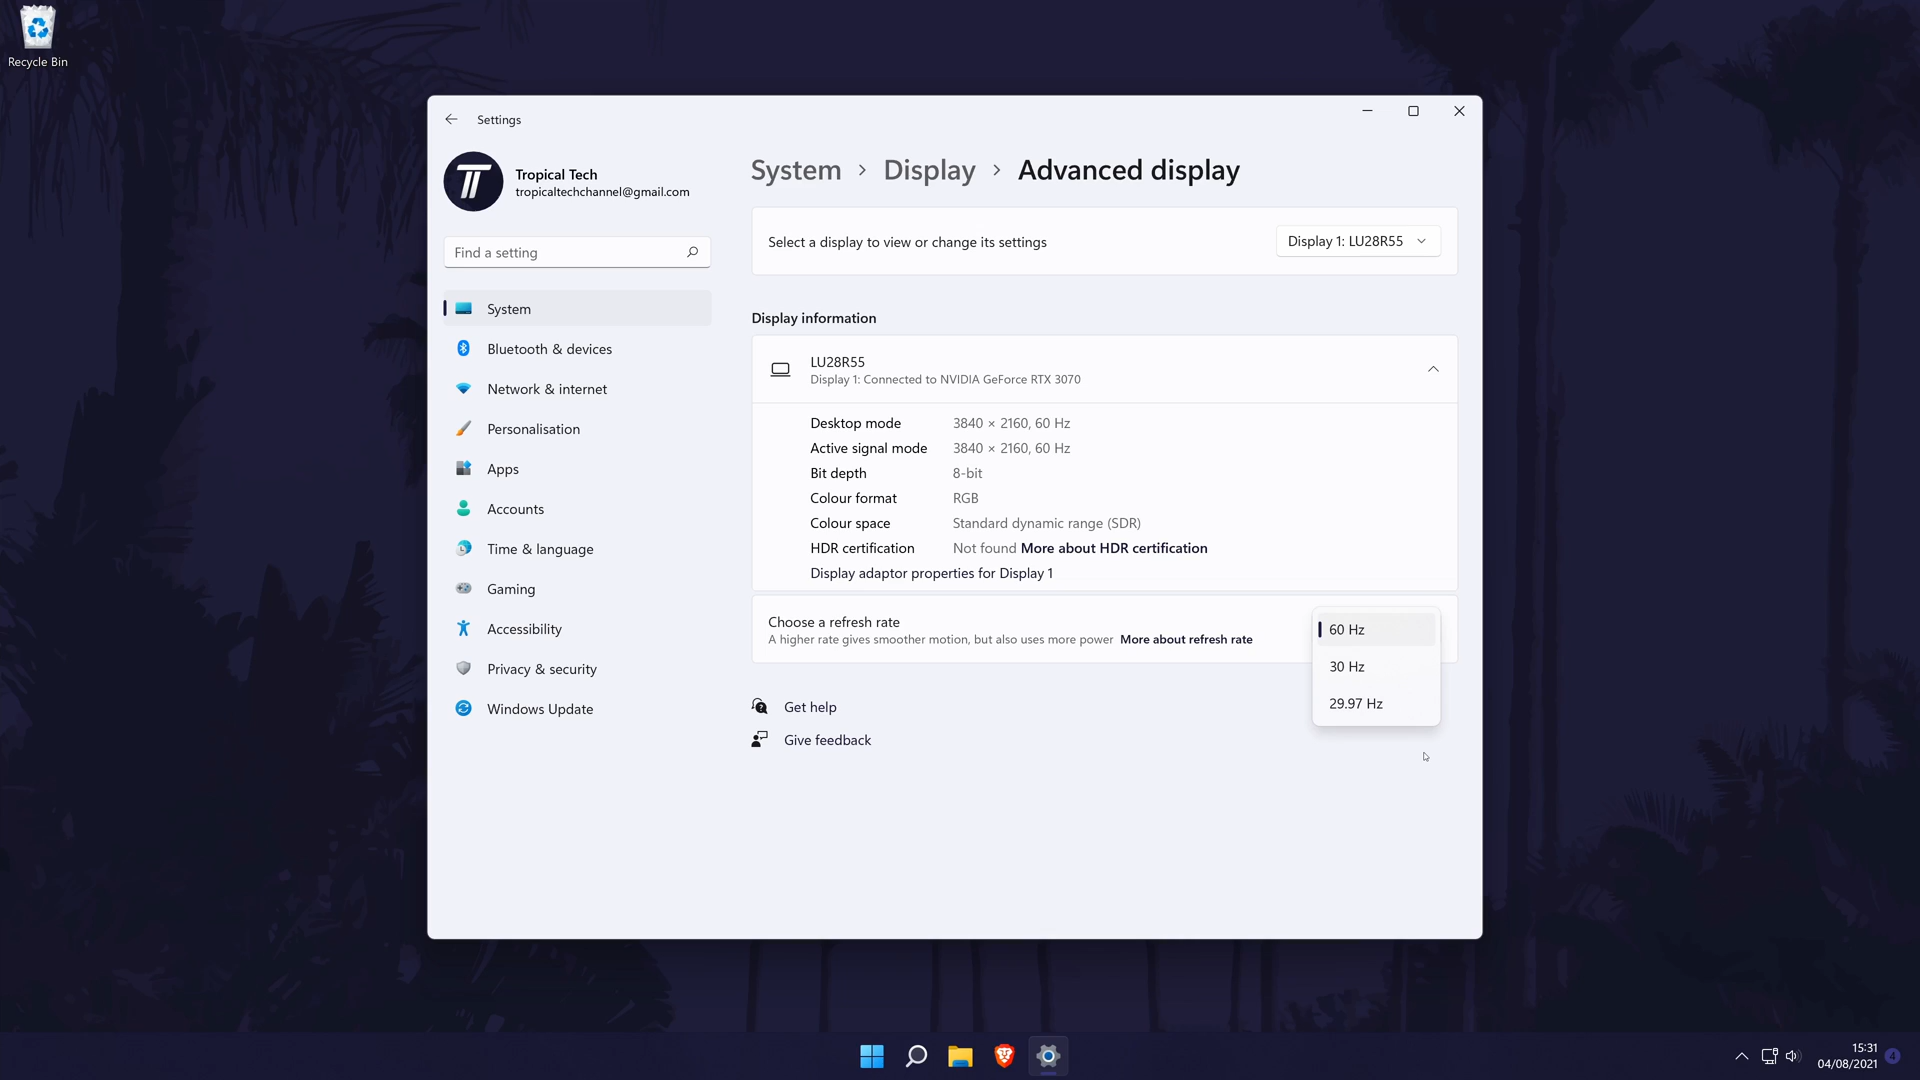 Recycle Bin
Settings
Tropical Tech
tropicaltechchannel@gmail.com
Find a setting
System
Bluetooth & devices
Network & internet
Personalisation
Apps
Accounts
Time & language
Gaming
Accessibility
Privacy & security
Windows Update
System > Display > Advanced display
Select a display to view or change its settings
Display 1: LU28R55
Display information
LU28R55
Display 1: Connected to NVIDIA GeForce RTX 3070
Desktop mode 3840 × 2160, 60 Hz
Active signal mode 3840 × 2160, 60 Hz
Bit depth 8-bit
Colour format RGB
Colour space Standard dynamic range (SDR)
HDR certification Not found More about HDR certification
Display adaptor properties for Display 1
Choose a refresh rate
A higher rate gives smoother motion, but also uses more power More about refresh rate
60 Hz
30 Hz
29.97 Hz
Get help
Give feedback
15:31
04/08/2021
4